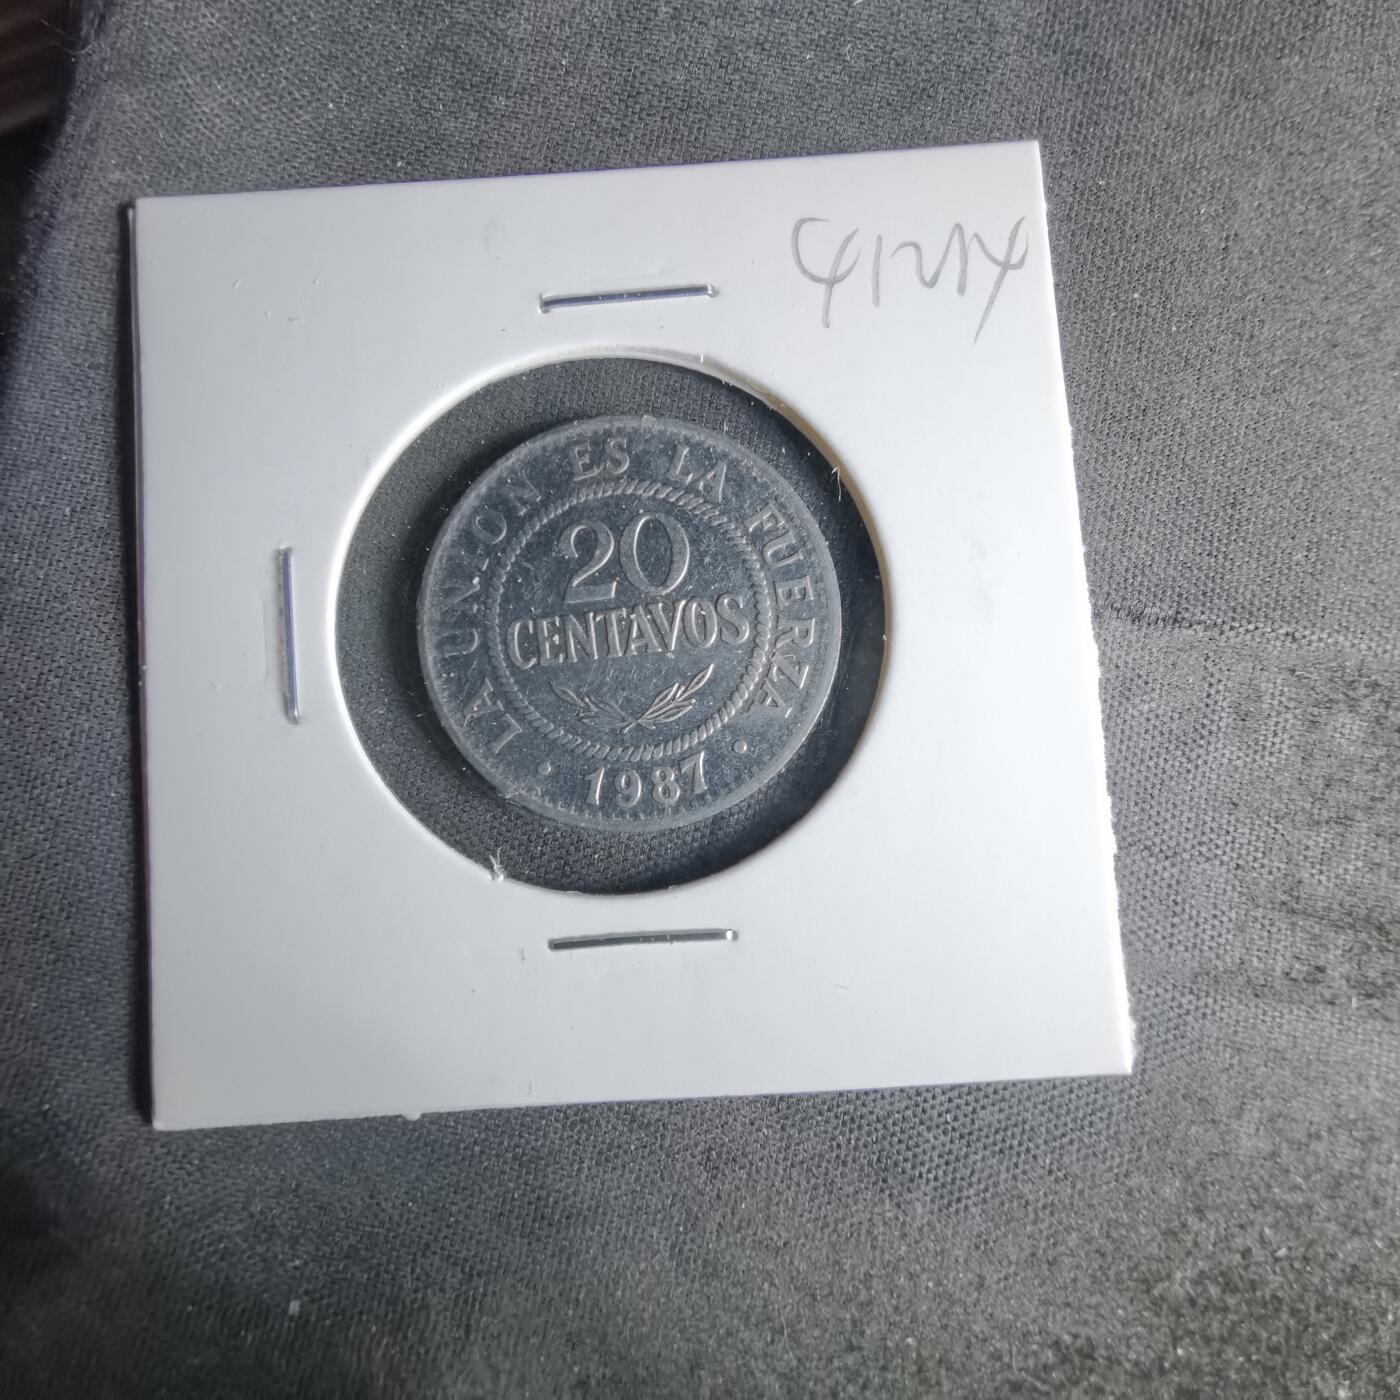 LA UNION ES LA FUERZA
20
CENTAVOS
· 1987 ·